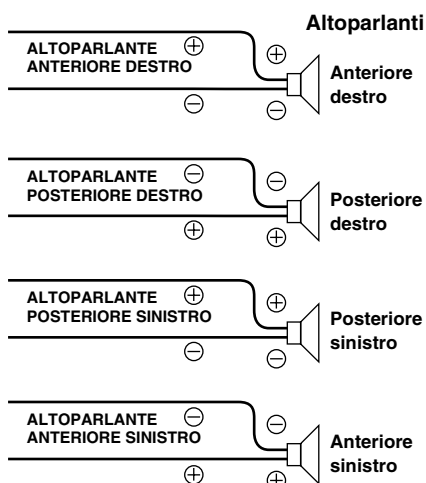 Altoparlanti
ALTOPARLANTE ⊕ ⊕
ANTERIORE DESTRO
Anteriore
destro
⊖ ⊖
ALTOPARLANTE ⊖ ⊖
POSTERIORE DESTRO
Posteriore
destro
⊕ ⊕
ALTOPARLANTE ⊕ ⊕
POSTERIORE SINISTRO
Posteriore
sinistro
⊖ ⊖
ALTOPARLANTE ⊖ ⊖
ANTERIORE SINISTRO
Anteriore
sinistro
⊕ ⊕